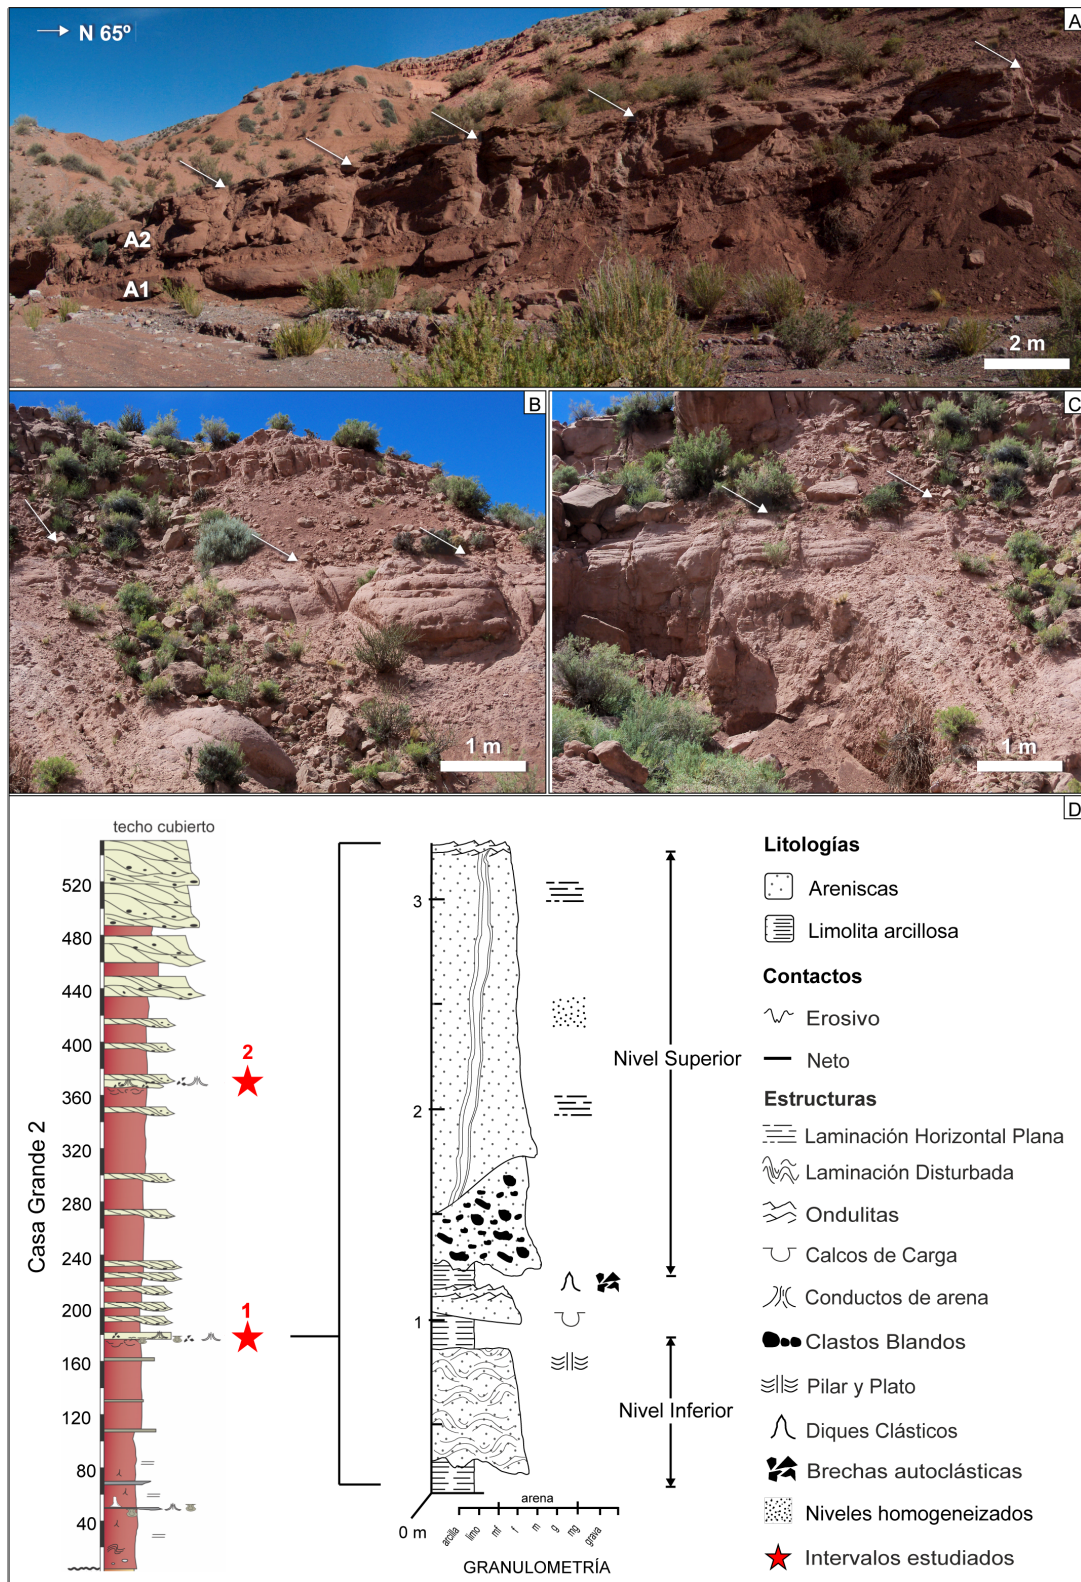 A
N 65º
A2
A1
2 m
B
1 m
C
1 m
D
techo cubierto
Casa Grande 2
520
480
440
400
360
320
280
240
200
160
120
80
40
2
1
3
2
1
0 m
Nivel Superior
Nivel Inferior
arena
arcilla
limo
mf
f
m
g
mg
grava
GRANULOMETRÍA
Litologías
Areniscas
Limolita arcillosa
Contactos
Erosivo
Neto
Estructuras
Laminación Horizontal Plana
Laminación Disturbada
Ondulitas
Calcos de Carga
Conductos de arena
Clastos Blandos
Pilar y Plato
Diques Clásticos
Brechas autoclásticas
Niveles homogeneizados
Intervalos estudiados